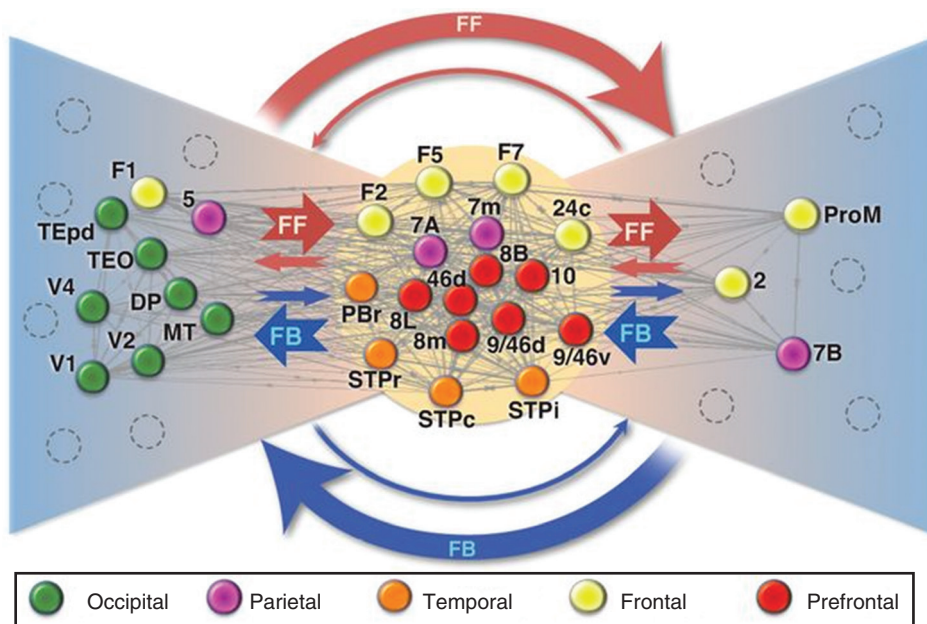 FF
F5
F7
F1
5
F2
7m
24c
TEpd
FF
7A
FF
ProM
TEO
8B
46d
10
2
V4
DP
PBr
8L
MT
V2
FB
8m
9/46d
9/46v
FB
7B
V1
STPr
STPc
STPi
FB
Occipital Parietal Temporal Frontal Prefrontal